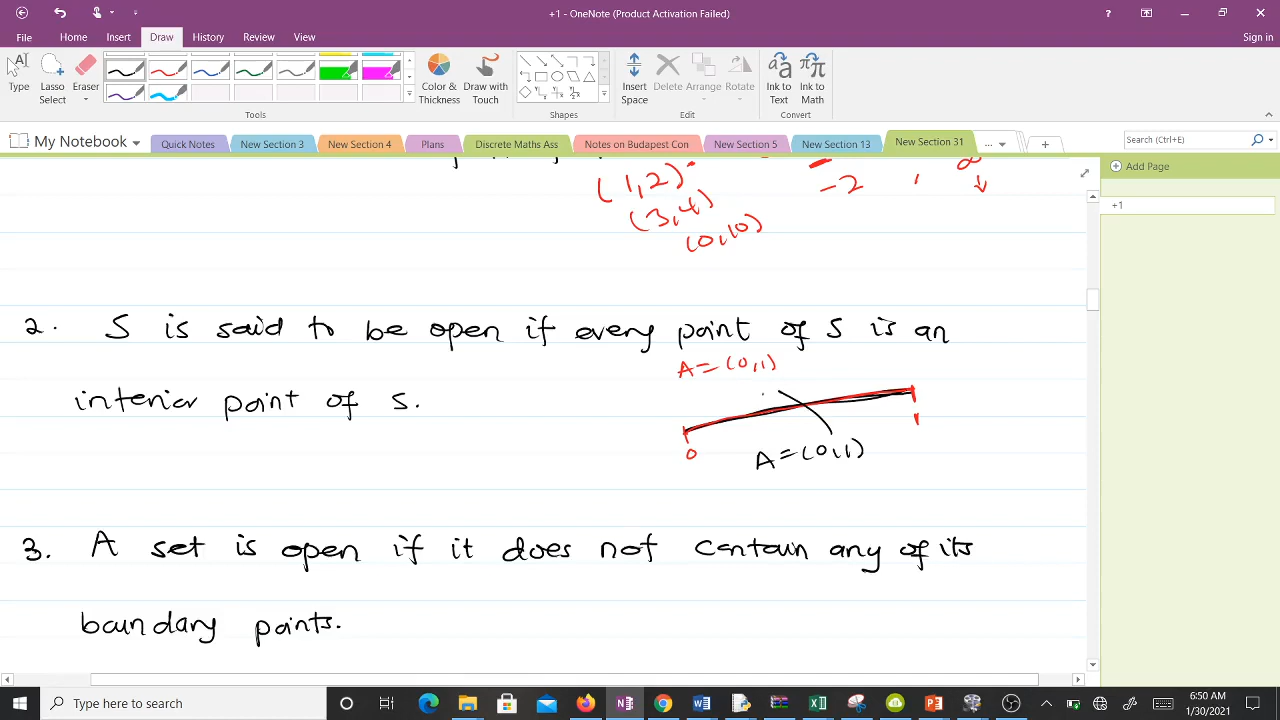 +1 - OneNote (Product Activation Failed)
File Home Insert Draw History Review View
Sign in
Type Lasso Select Eraser Color & Thickness Draw with Touch Insert Space Delete Arrange Rotate Ink to Text Ink to Math
Tools Shapes Edit Convert
My Notebook Quick Notes New Section 3 New Section 4 Plans Discrete Maths Ass Notes on Budapest Con New Section 5 New Section 13 New Section 31 ...
Search (Ctrl+E)
Add Page
+1
(1,2) -2 , ∞
(3,4)
(0,10)
2. S is said to be open if every point of S is an
A=(0,1)
interior point of S.
0 1
A=(0,1)
3. A set is open if it does not contain any of its
boundary points.
Type here to search
6:50 AM
1/30/2021